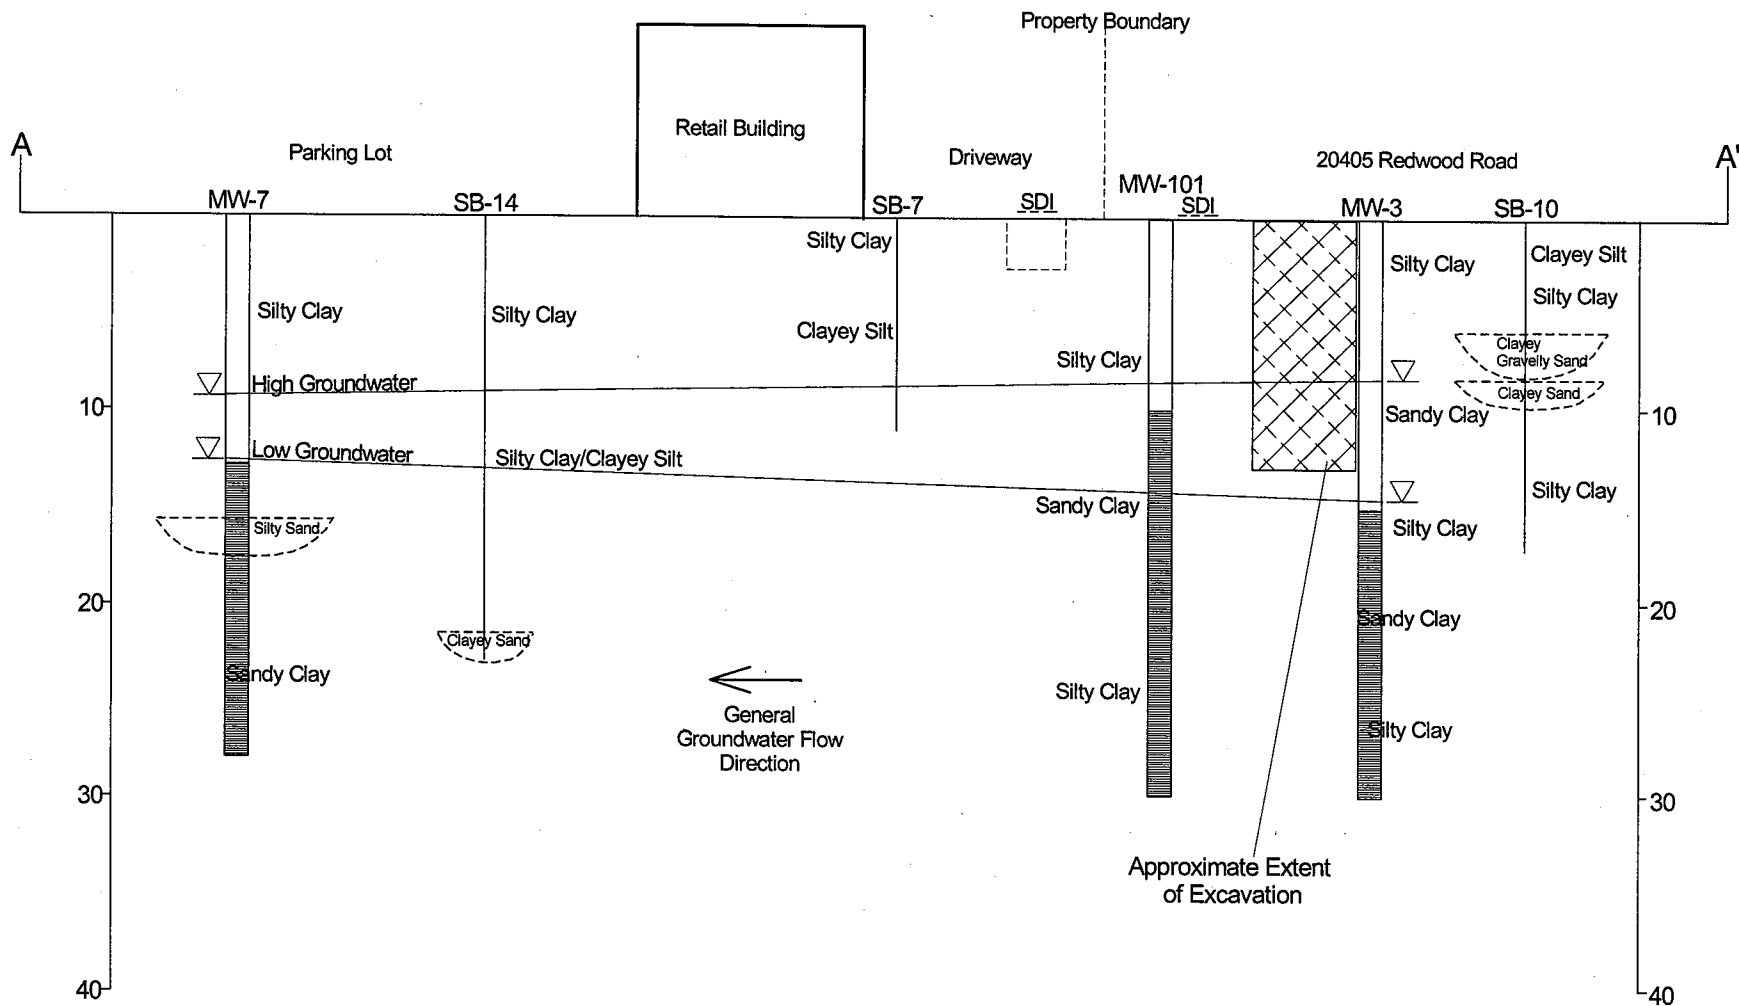 Property Boundary
Retail Building
A
Parking Lot
Driveway
20405 Redwood Road
A'
MW-7
SB-14
SB-7
SDI
MW-101
SDI
MW-3
SB-10
Silty Clay
Clayey Silt
Silty Clay
Silty Clay
Silty Clay
Silty Clay
Clayey Silt
Clayey
Gravelly Sand
Silty Clay
High Groundwater
Clayey Sand
10
Sandy Clay
10
Low Groundwater
Silty Clay/Clayey Silt
Silty Clay
Sandy Clay
Silty Sand
Silty Clay
20
20
Sandy Clay
Clayey Sand
Sandy Clay
Silty Clay
General
Groundwater Flow
Direction
Silty Clay
30
30
Approximate Extent
of Excavation
40
40